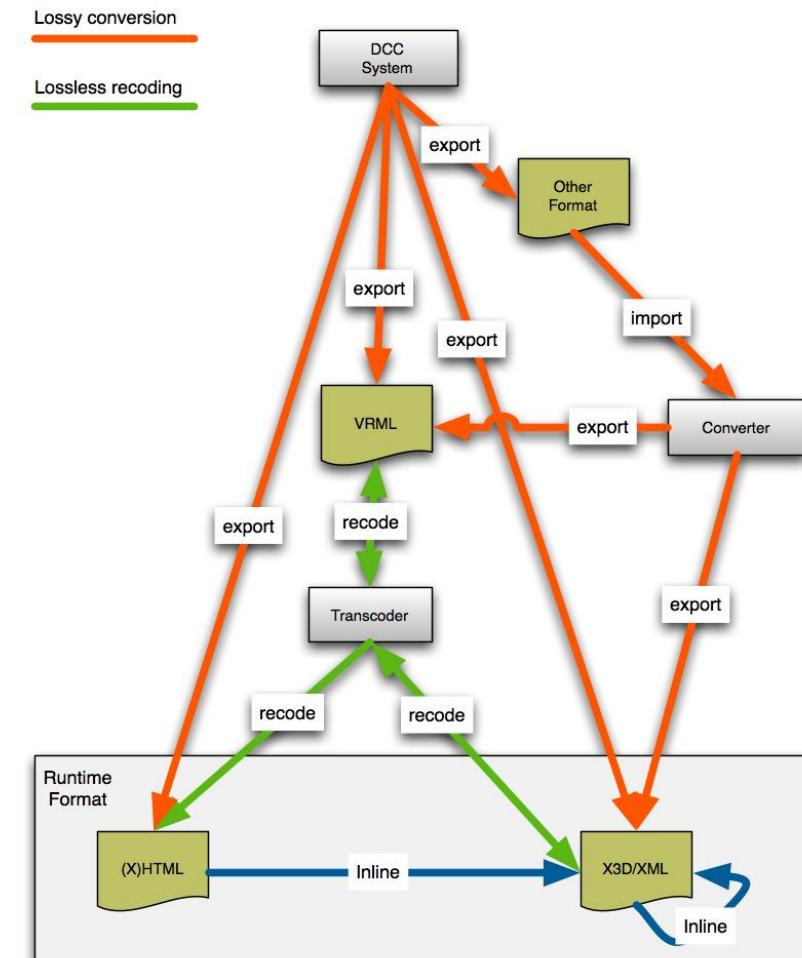 Lossy conversion
Lossless recoding
DCC
System
export
Other
Format
export
import
export
VRML
export
Converter
export
recode
export
Transcoder
recode
recode
Runtime
Format
(X)HTML
Inline
X3D/XML
Inline